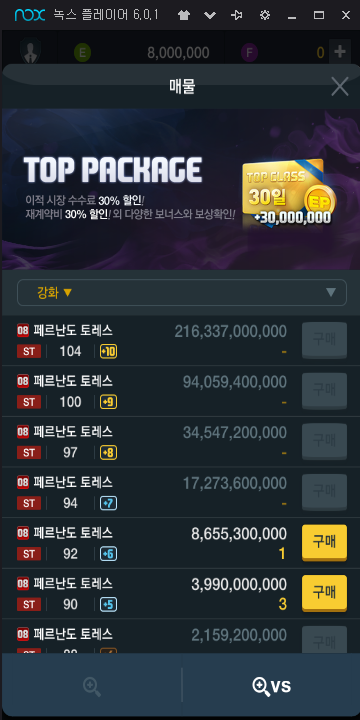 nox 녹스 플레이어 6.0.1
E 8,000,000 F 0 +
매물
TOP PACKAGE
이적 시장 수수료 30% 할인!
재계약비 30% 할인! 외 다양한 보너스와 보상확인!
TOP CLASS
30일
EP
+30,000,000
강화 ▼
08 페르난도 토레스 216,337,000,000 구매
ST 104 +10 -
08 페르난도 토레스 94,059,400,000 구매
ST 100 +9 -
08 페르난도 토레스 34,547,200,000 구매
ST 97 +8 -
08 페르난도 토레스 17,273,600,000 구매
ST 94 +7 -
08 페르난도 토레스 8,655,300,000 구매
ST 92 +6 1
08 페르난도 토레스 3,990,000,000 구매
ST 90 +5 3
08 페르난도 토레스 2,159,200,000 구매
VS